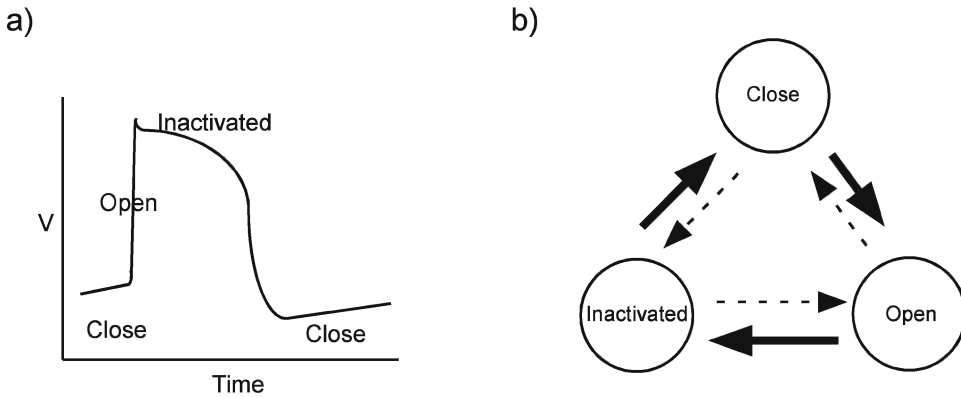 a)
Inactivated
Open
V
Close
Close
Time
b)
Close
Inactivated
Open